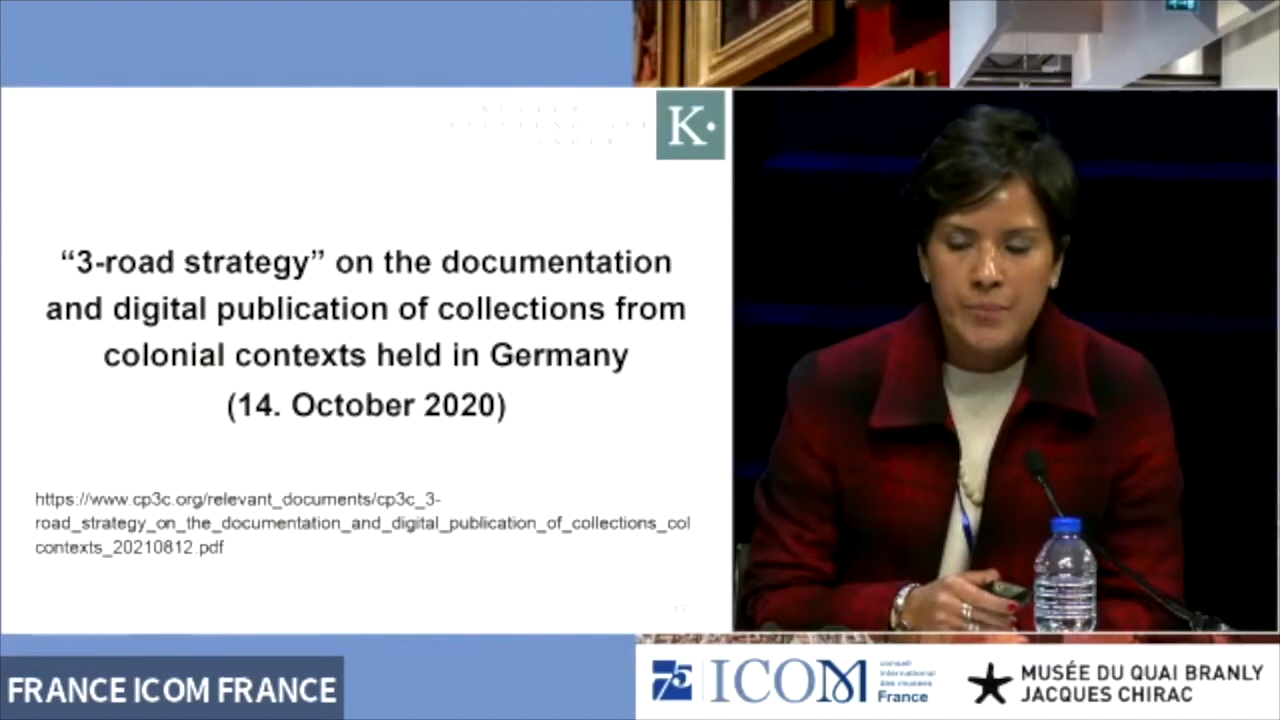 K.
“3-road strategy” on the documentation
and digital publication of collections from
colonial contexts held in Germany
(14. October 2020)
https://www.cp3c.org/relevant_documents/cp3c_3-
road_strategy_on_the_documentation_and_digital_publication_of_collections_col
contexts_20210812.pdf
FRANCE ICOM FRANCE
75
ICOM
conseil
international
des musées
France
MUSÉE DU QUAI BRANLY
JACQUES CHIRAC